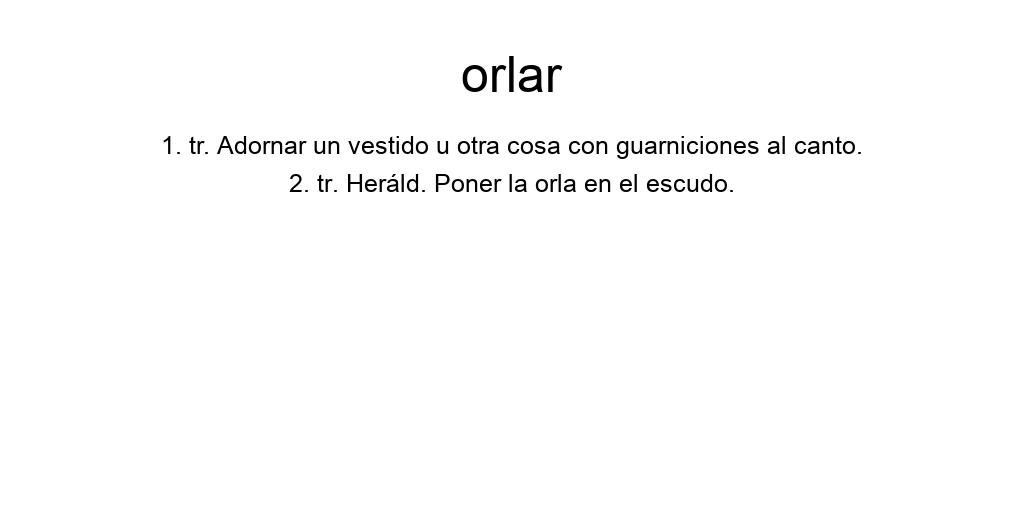 orlar
1. tr. Adornar un vestido u otra cosa con guarniciones al canto.
2. tr. Heráld. Poner la orla en el escudo.